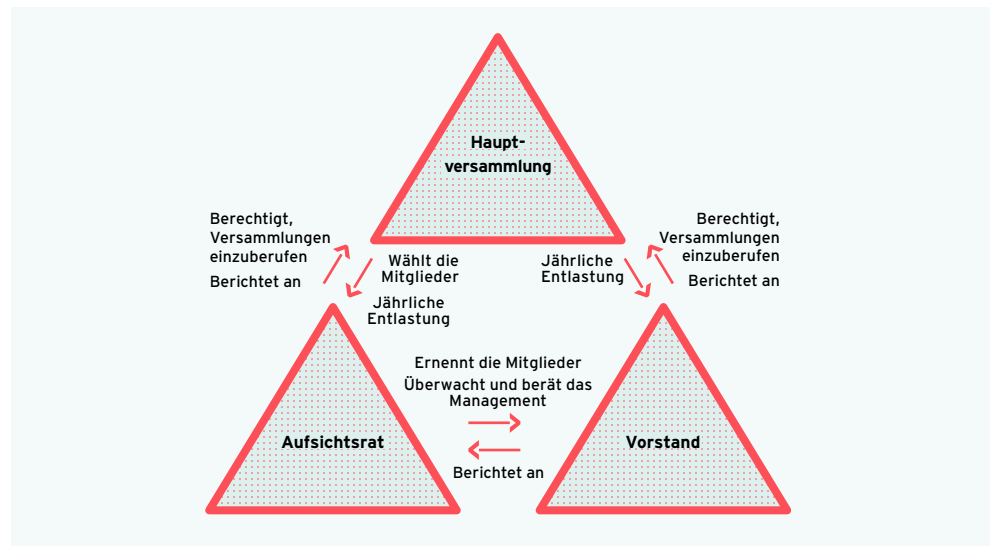 Haupt-
versammlung
Berechtigt,
Versammlungen
einzuberufen
Berichtet an
Wählt die
Mitglieder
Jährliche
Entlastung
Jährliche
Entlastung
Berechtigt,
Versammlungen
einzuberufen
Berichtet an
Ernennt die Mitglieder
Überwacht und berät das
Management
Aufsichtsrat
Vorstand
Berichtet an